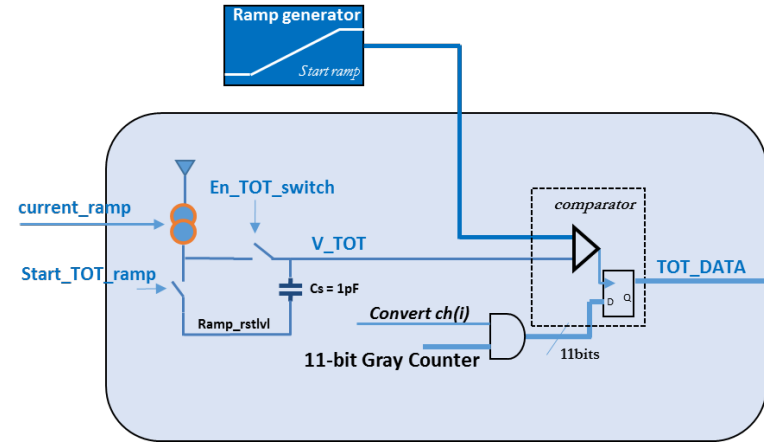 Ramp generator
Start ramp
En_TOT_switch
comparator
current_ramp
V_TOT
TOT_DATA
Start_TOT_ramp
Cs = 1pF
D Q
Convert ch(i)
Ramp_rstlvl
11-bit Gray Counter
11bits